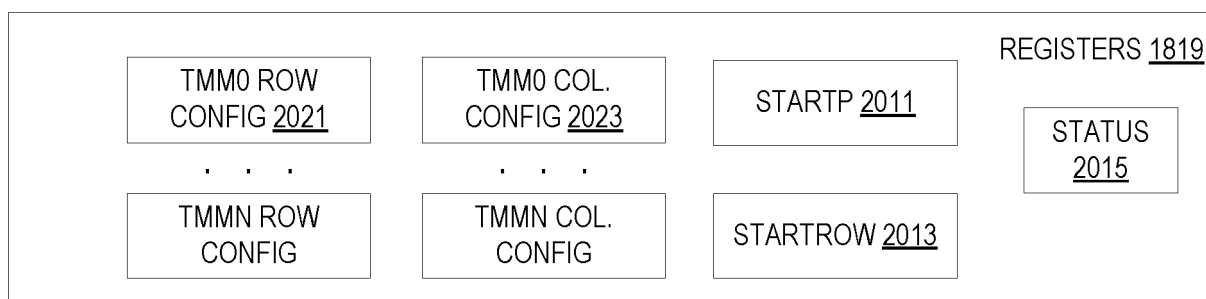 REGISTERS 1819
TMM0 ROW
CONFIG 2021
TMM0 COL.
CONFIG 2023
STARTP 2011
STATUS
2015
. . .
. . .
TMMN ROW
CONFIG
TMMN COL.
CONFIG
STARTROW 2013